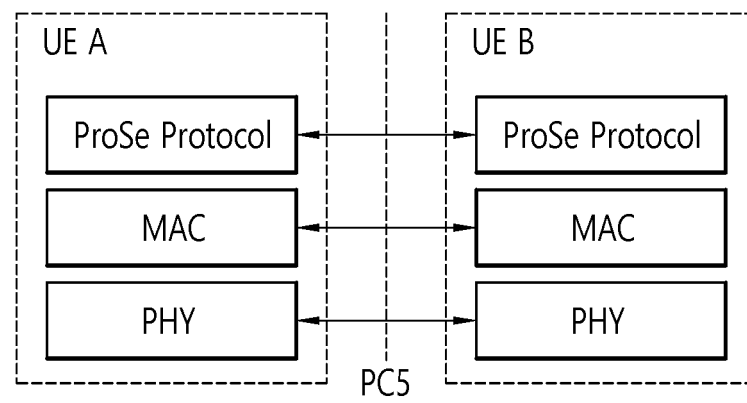 UE A
UE B
ProSe Protocol
ProSe Protocol
MAC
MAC
PHY
PHY
PC5